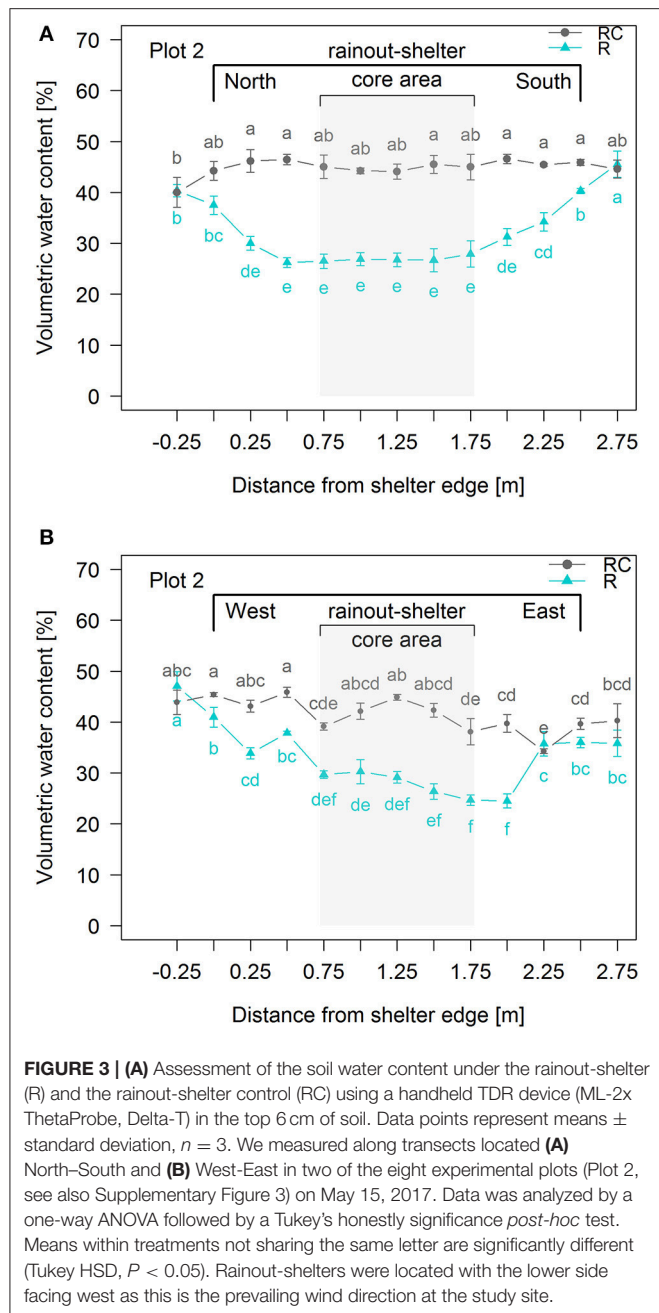 A
Plot 2
rainout-shelter
RC
R
North
core area
South
Volumetric water content [%]
70
60
50
40
30
20
10
0
b ab a a ab ab ab a ab a a a ab
b bc de e e e e e e de cd b a
-0.25 0.25 0.75 1.25 1.75 2.25 2.75
Distance from shelter edge [m]
B
Plot 2
RC
R
West
rainout-shelter
East
core area
Volumetric water content [%]
70
60
50
40
30
20
10
0
abc a abc a cde abcd ab abcd de cd e cd bcd
a b cd bc def de def ef f f c bc bc
-0.25 0.25 0.75 1.25 1.75 2.25 2.75
Distance from shelter edge [m]
FIGURE 3 | (A) Assessment of the soil water content under the rainout-shelter
(R) and the rainout-shelter control (RC) using a handheld TDR device (ML-2x
ThetaProbe, Delta-T) in the top 6 cm of soil. Data points represent means ±
standard deviation, n = 3. We measured along transects located (A)
North–South and (B) West-East in two of the eight experimental plots (Plot 2,
see also Supplementary Figure 3) on May 15, 2017. Data was analyzed by a
one-way ANOVA followed by a Tukey's honestly significance post-hoc test.
Means within treatments not sharing the same letter are significantly different
(Tukey HSD, P < 0.05). Rainout-shelters were located with the lower side
facing west as this is the prevailing wind direction at the study site.